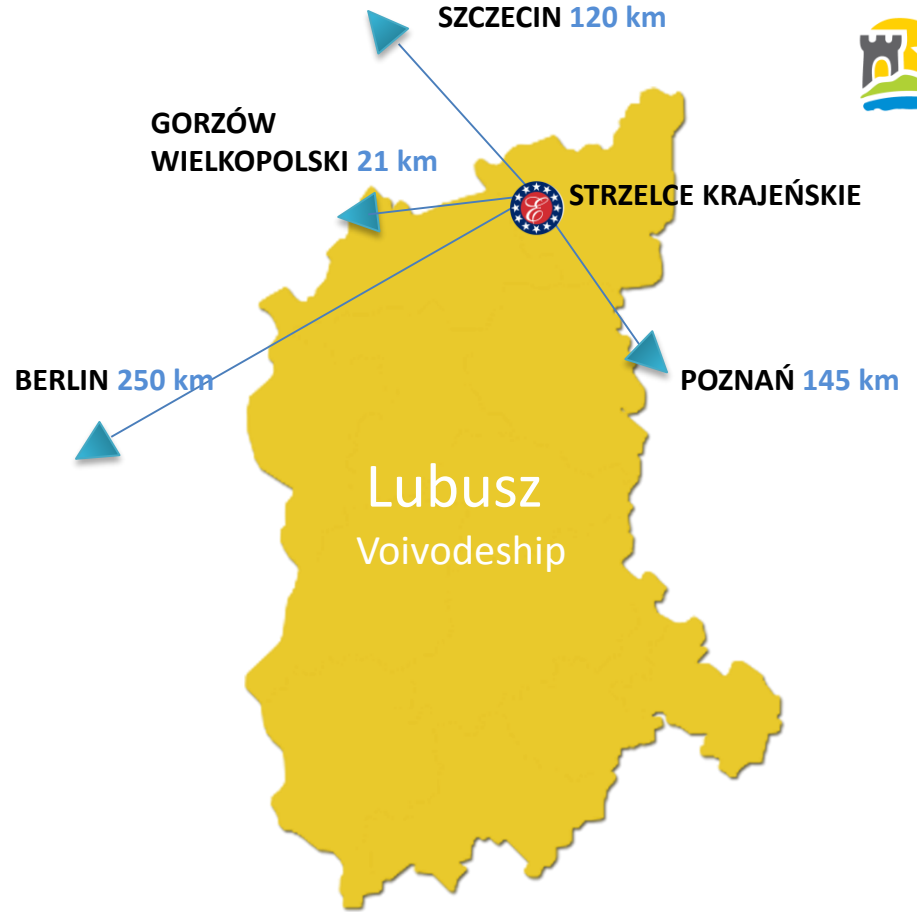 SZCZECIN 120 km
GORZÓW
WIELKOPOLSKI 21 km
STRZELCE KRAJEŃSKIE
BERLIN 250 km
POZNAŃ 145 km
Lubusz
Voivodeship
E